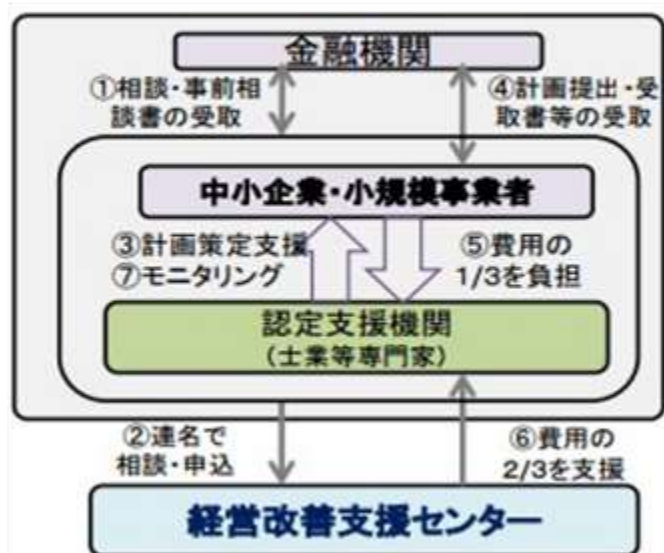 金融機関
①相談・事前相
談書の受取
④計画提出・受
取書等の受取
中小企業・小規模事業者
③計画策定支援
⑦モニタリング
⑤費用の
1/3を負担
認定支援機関
(士業等専門家)
②連名で
相談・申込
⑥費用の
2/3を支援
経営改善支援センター